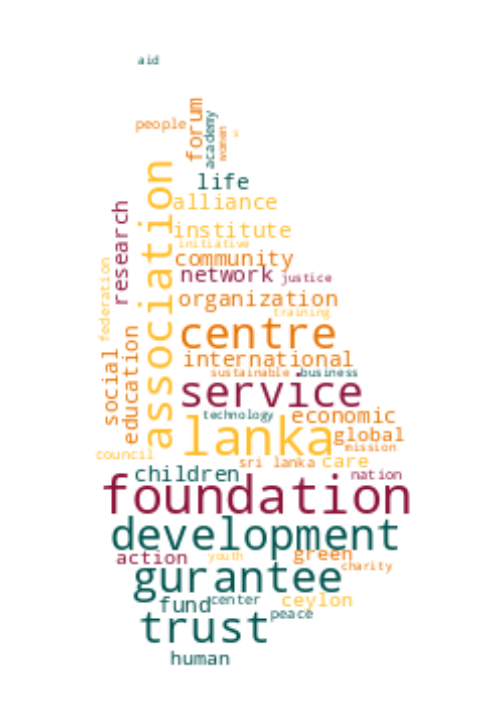 aid
people
forum
academy
women
s
life
association
alliance
research
institute
initiative
community
federation
network
justice
organization
training
centre
education
international
social
sustainable
business
service
technology
economic
lanka
global
mission
council
sri lanka
care
children
nation
foundation
development
action
youth
green
charity
gurantee
fund
center
ceylon
peace
trust
human